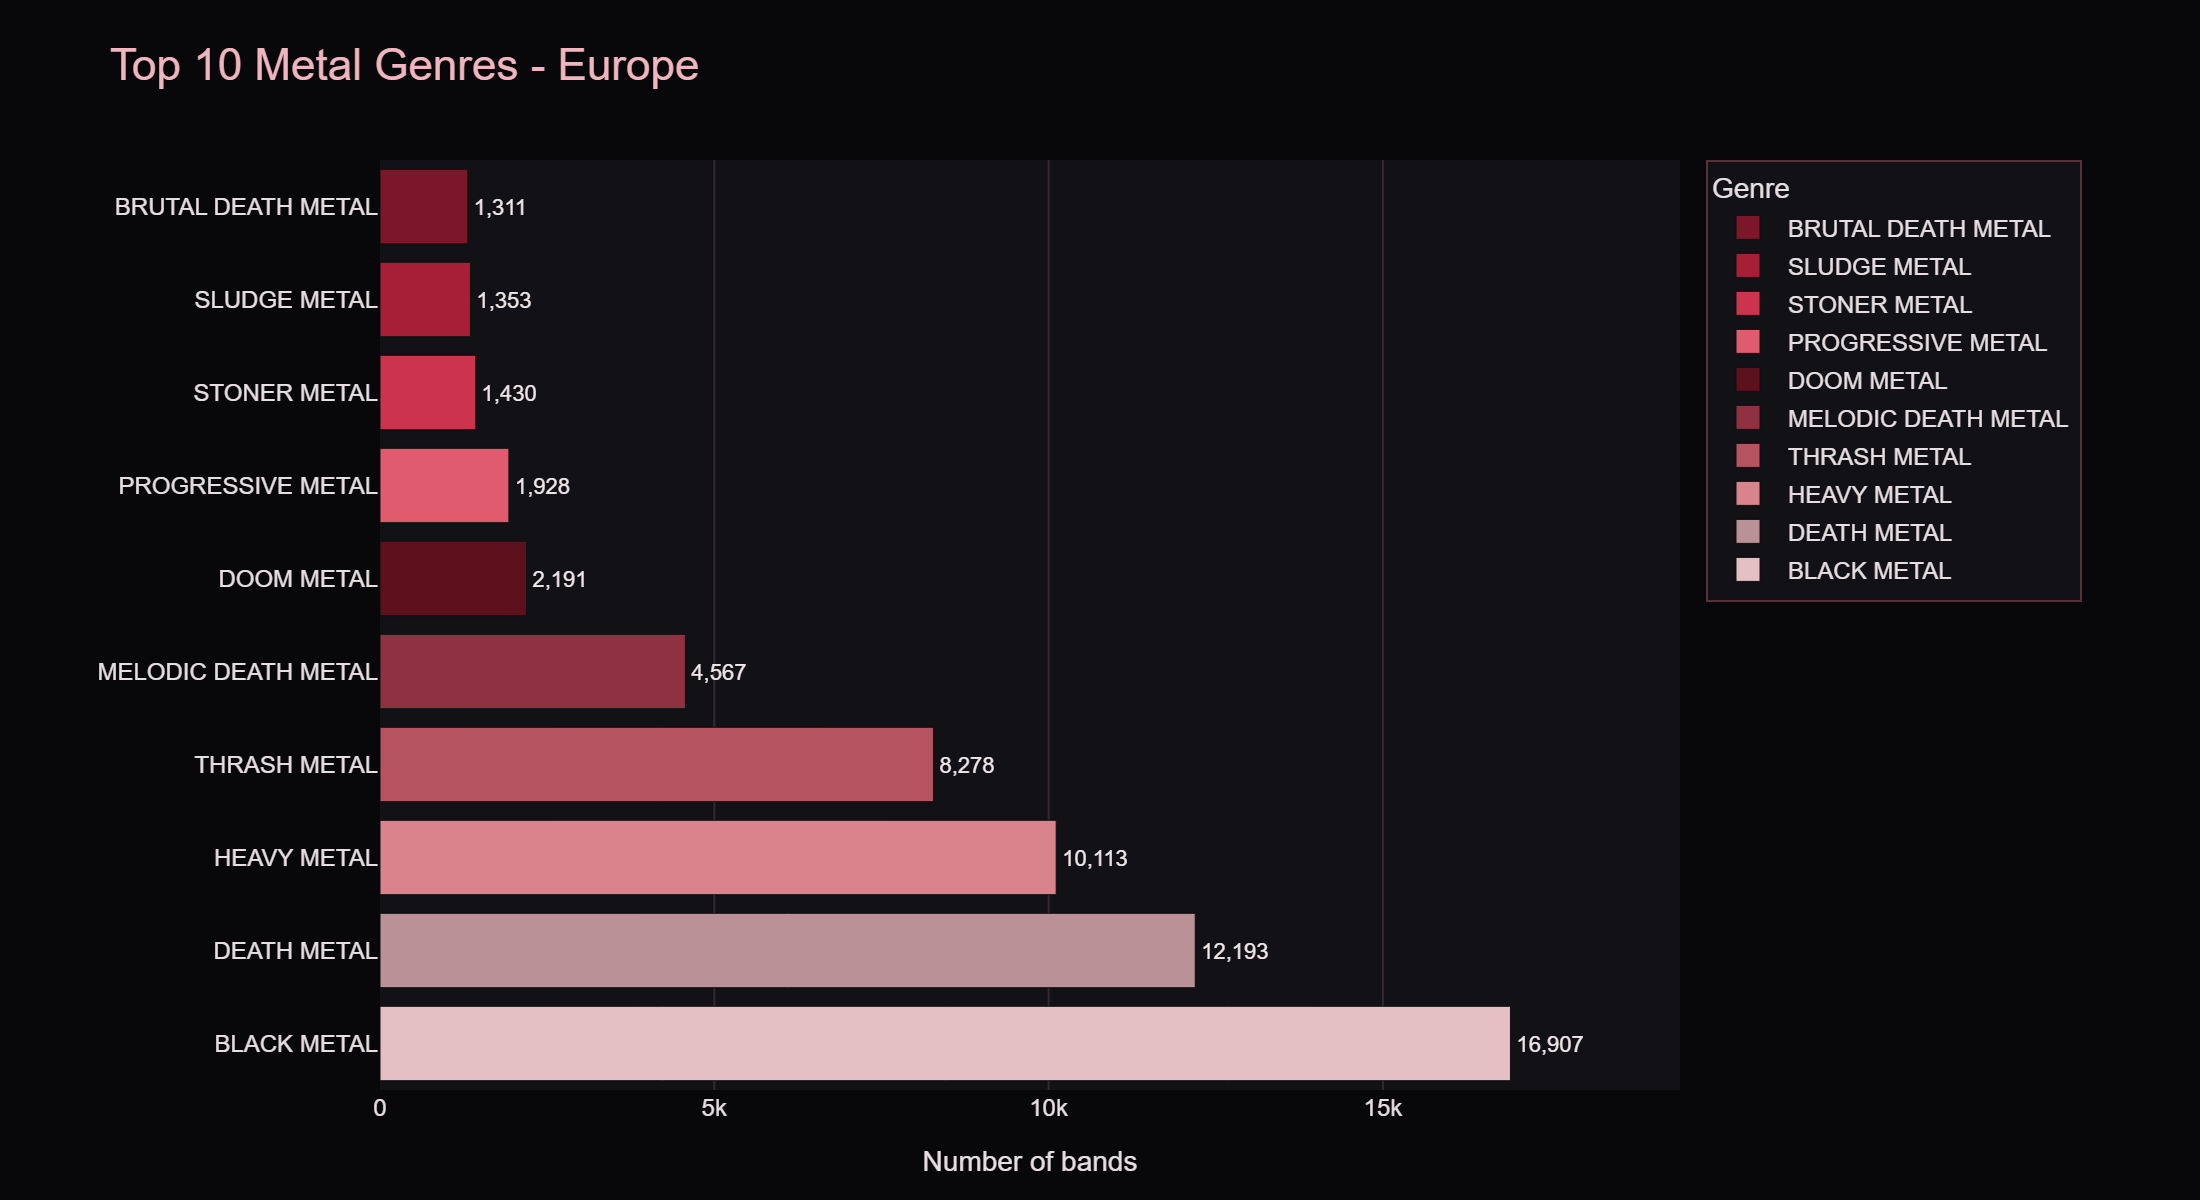 Top 10 Metal Genres - Europe
BRUTAL DEATH METAL 1,311
SLUDGE METAL 1,353
STONER METAL 1,430
PROGRESSIVE METAL 1,928
DOOM METAL 2,191
MELODIC DEATH METAL 4,567
THRASH METAL 8,278
HEAVY METAL 10,113
DEATH METAL 12,193
BLACK METAL 16,907
0 5k 10k 15k
Number of bands
Genre
BRUTAL DEATH METAL
SLUDGE METAL
STONER METAL
PROGRESSIVE METAL
DOOM METAL
MELODIC DEATH METAL
THRASH METAL
HEAVY METAL
DEATH METAL
BLACK METAL